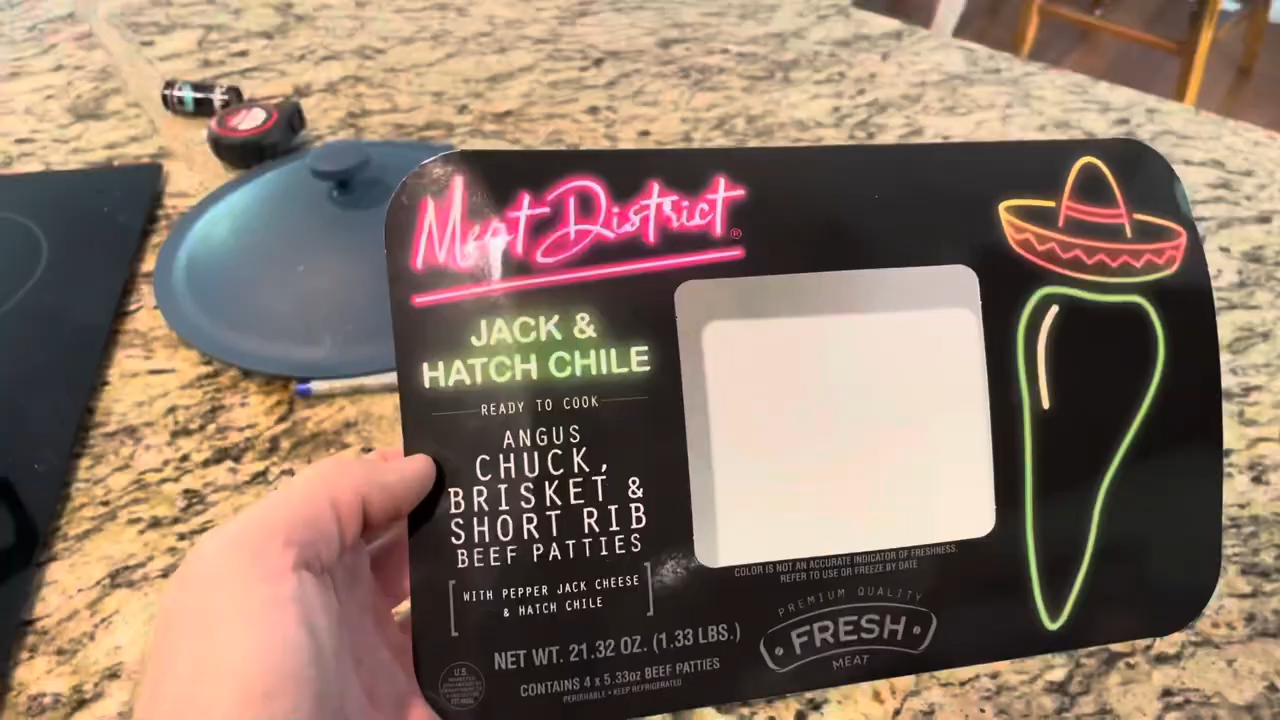 Meat District®
JACK &
HATCH CHILE
READY TO COOK
ANGUS
CHUCK,
BRISKET &
SHORT RIB
BEEF PATTIES
WITH PEPPER JACK CHEESE
& HATCH CHILE
NET WT. 21.32 OZ. (1.33 LBS.)
CONTAINS 4 x 5.33oz BEEF PATTIES
PERISHABLE • KEEP REFRIGERATED
COLOR IS NOT AN ACCURATE INDICATOR OF FRESHNESS.
REFER TO USE OR FREEZE BY DATE
PREMIUM QUALITY
FRESH
MEAT
U.S.